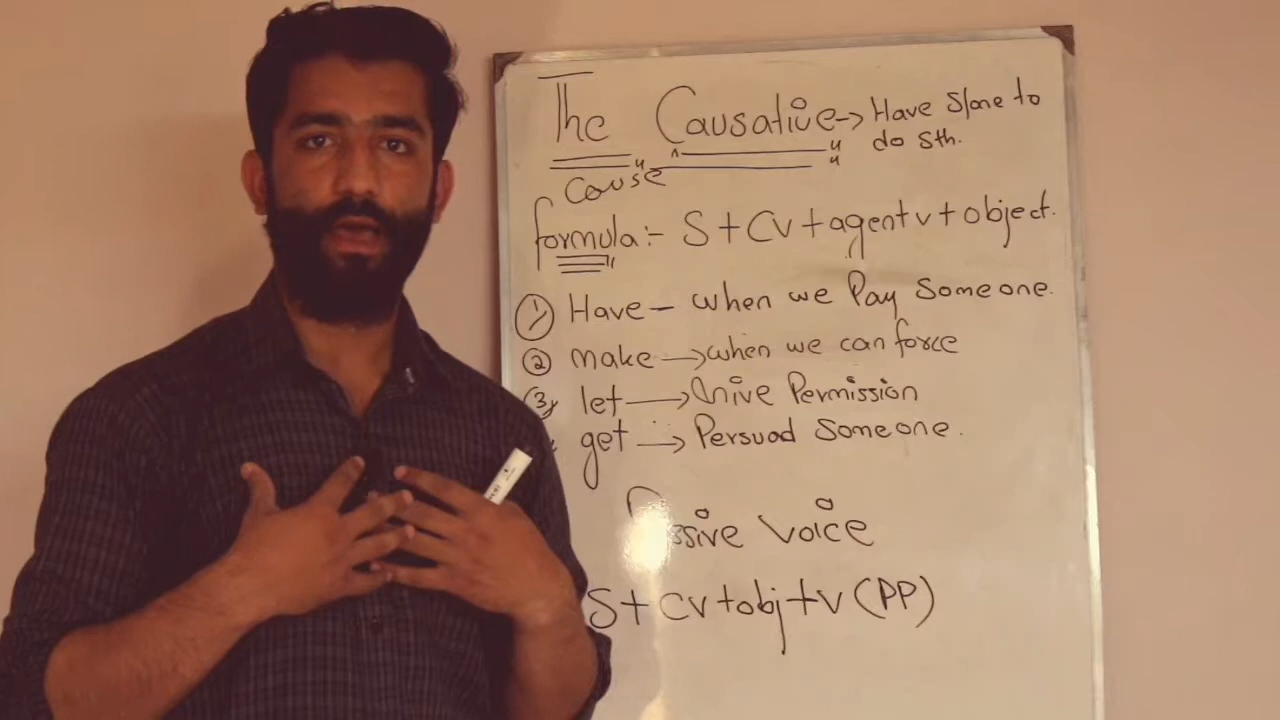 The Causative → Have S/one to
do Sth.
Cause
formula:- S + CV + agent v + object.
1 Have - when we Pay Someone.
2 make → when we can force
3 let → Give Permission
get → Persuad Someone.
Passive Voice
S + CV + obj + V (PP)